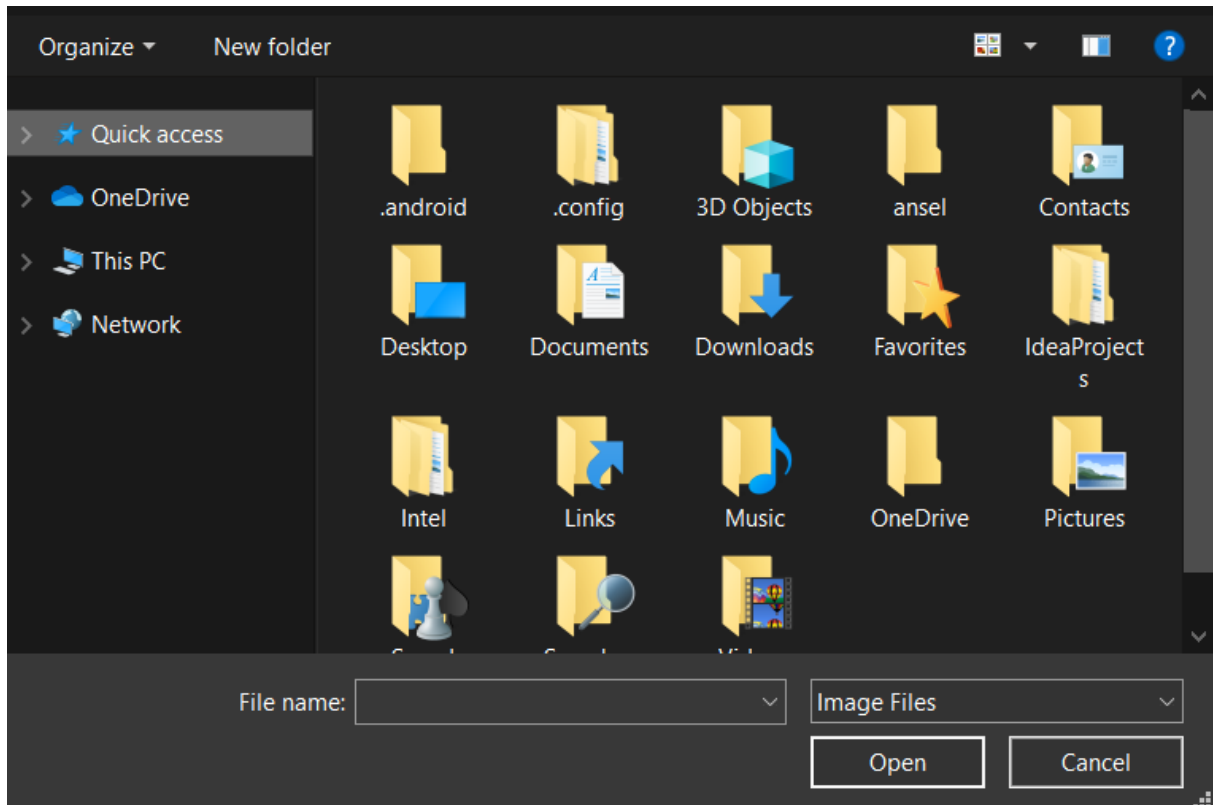 Organize New folder
Quick access
OneDrive
This PC
Network
.android .config 3D Objects ansel Contacts
Desktop Documents Downloads Favorites IdeaProject
s
Intel Links Music OneDrive Pictures
File name: Image Files
Open Cancel